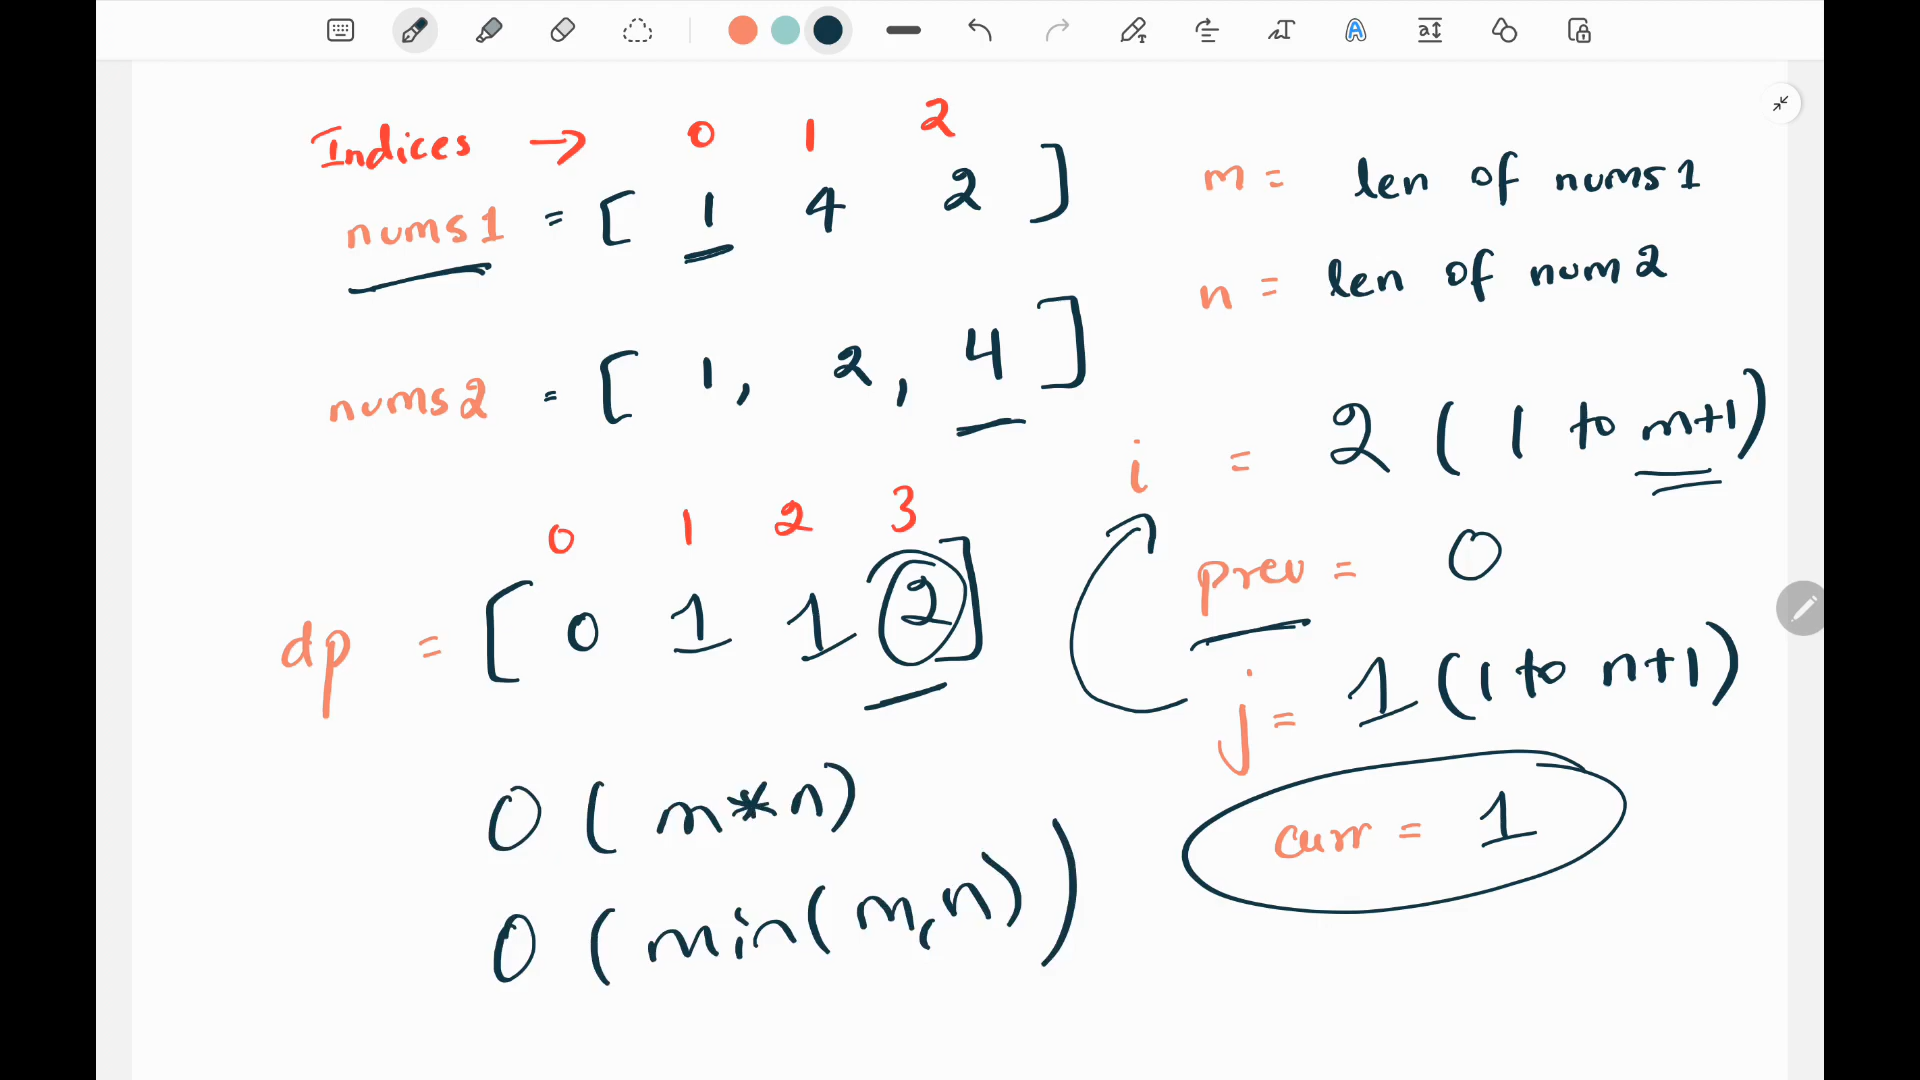 Indices → 0 1 2
nums1 = [ 1 4 2 ]
nums2 = [ 1, 2, 4 ]
0 1 2 3
dp = [ 0 1 1 2 ]
O ( m*n )
O ( min( m, n ) )
m = len of nums1
n = len of num2
i = 2 ( 1 to m+1 )
prev = 0
j = 1 ( 1 to n+1 )
curr = 1